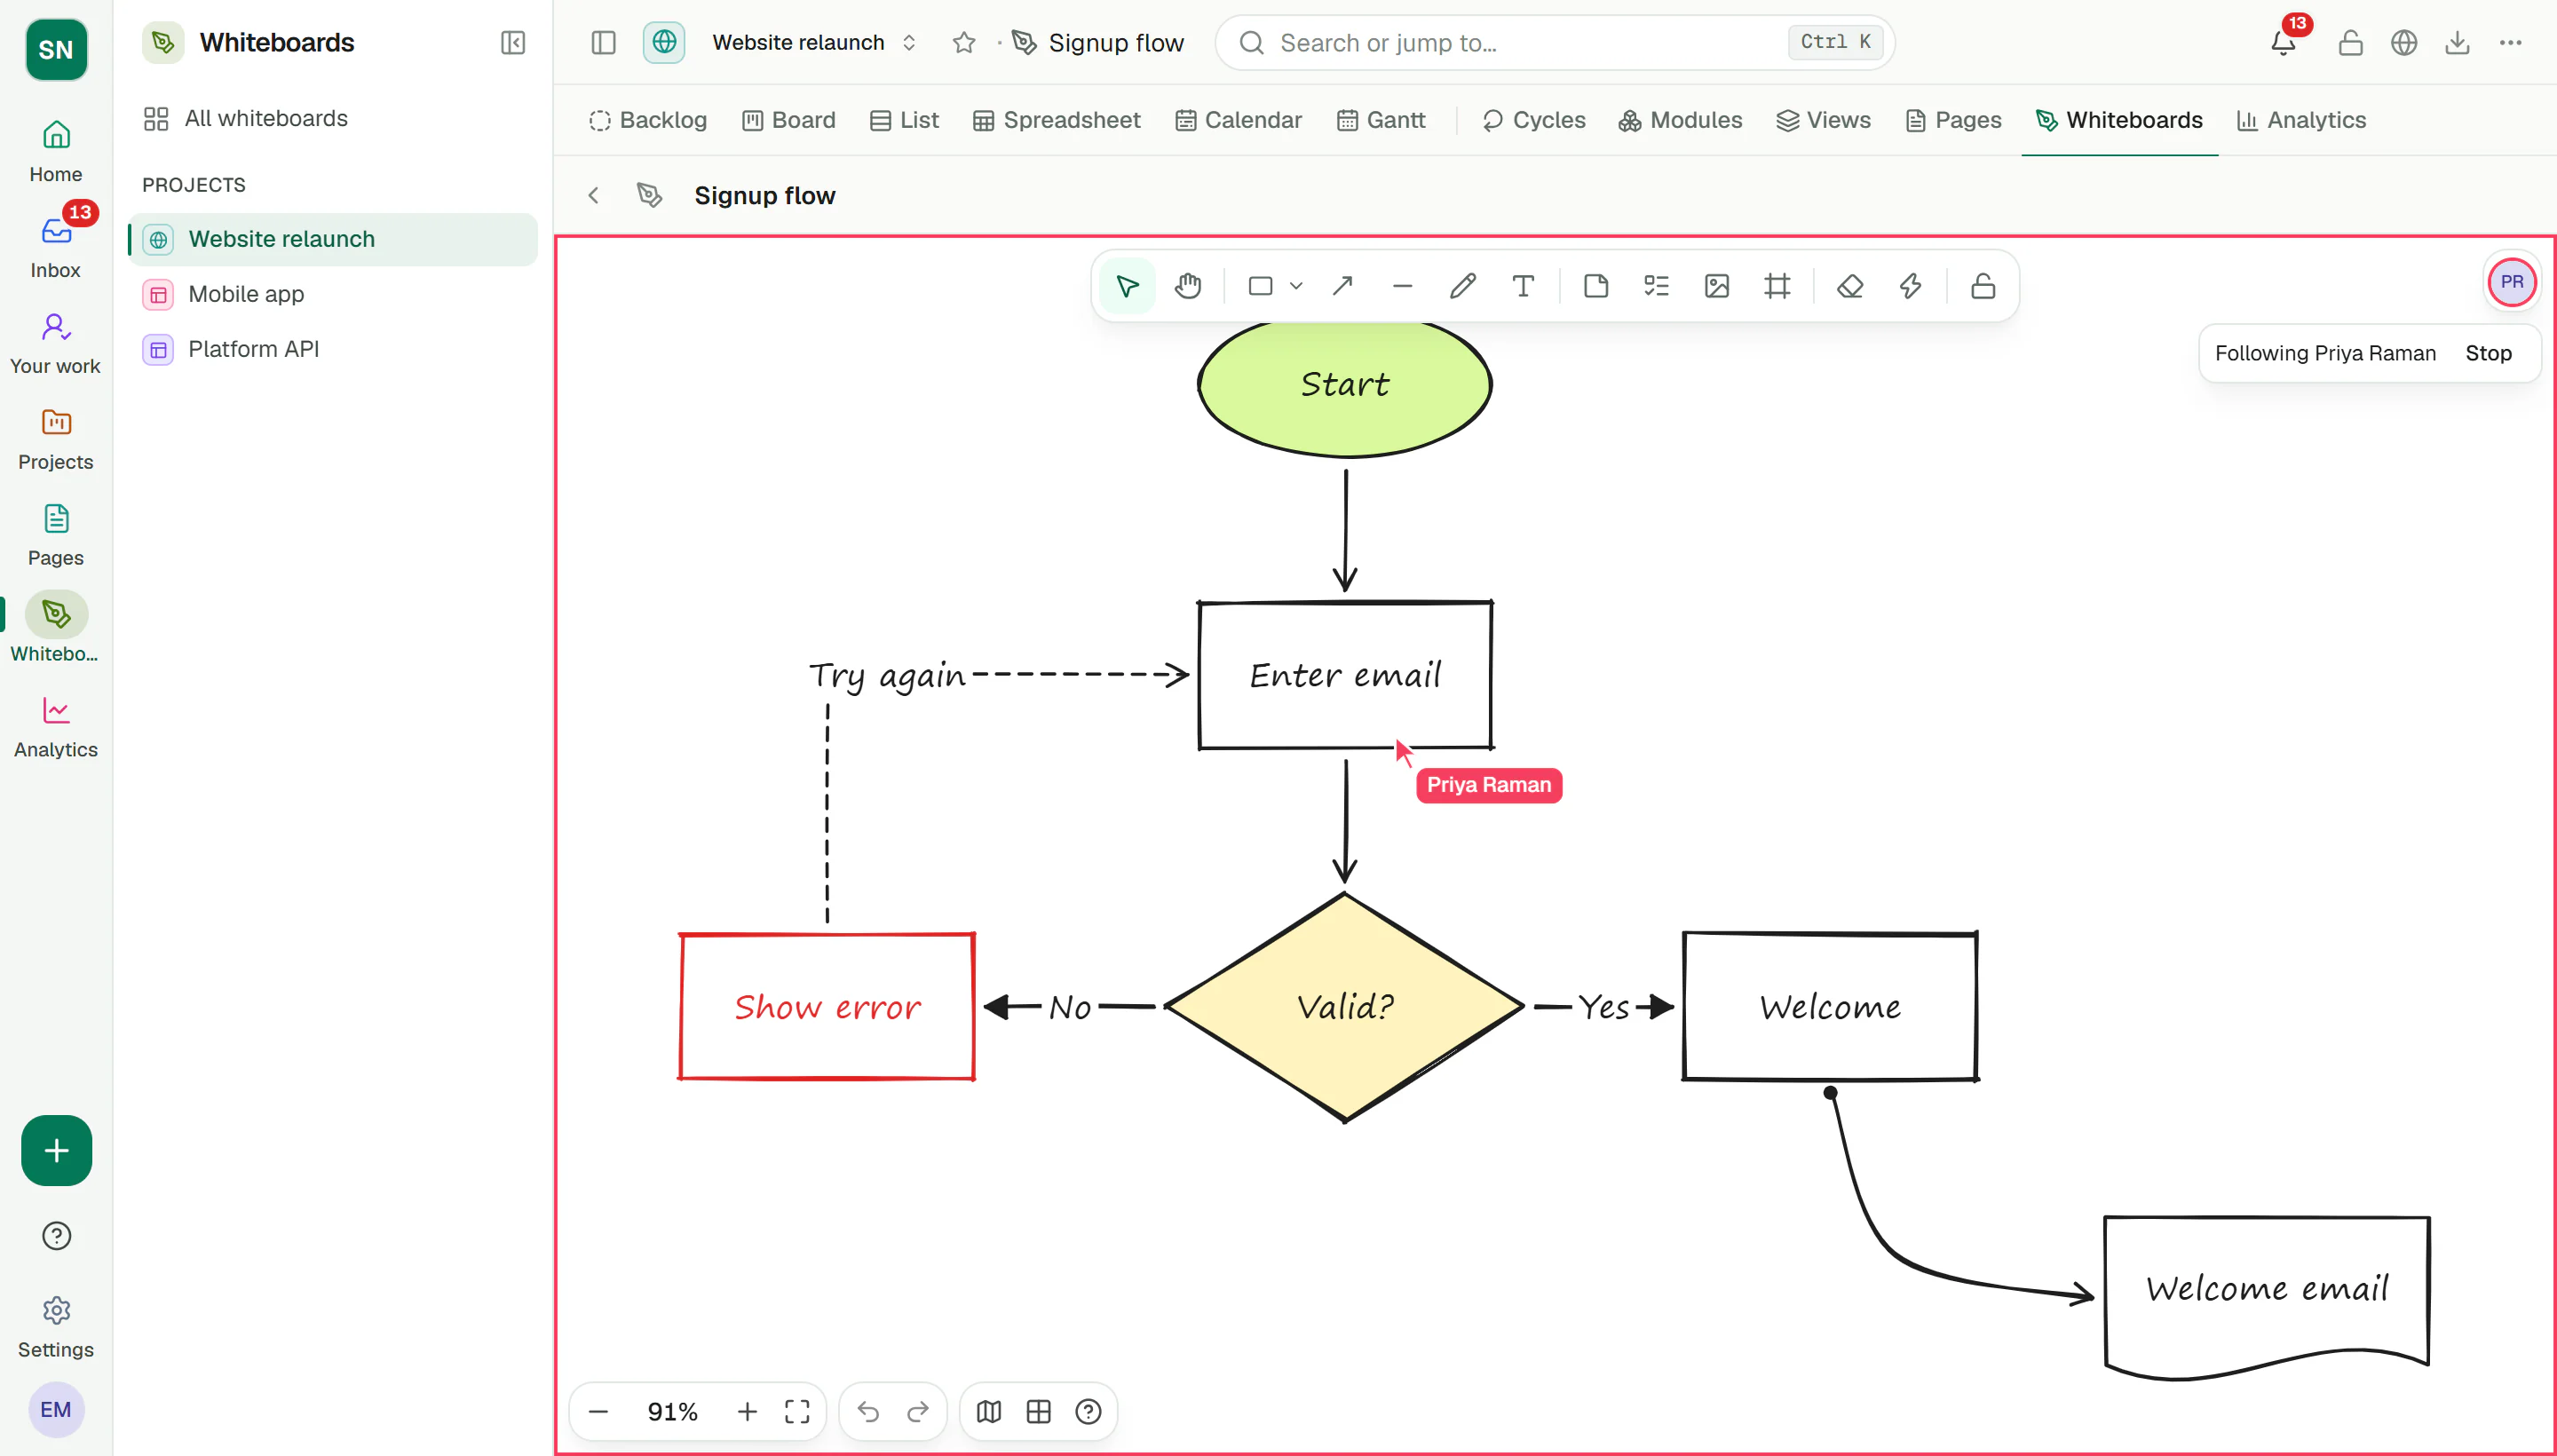 SN
Home
13
Inbox
Your work
Projects
Pages
Whitebo...
Analytics
Settings
EM
Whiteboards
All whiteboards
PROJECTS
Website relaunch
Mobile app
Platform API
Website relaunch
Signup flow
Search or jump to...
Ctrl K
13
Backlog
Board
List
Spreadsheet
Calendar
Gantt
Cycles
Modules
Views
Pages
Whiteboards
Analytics
Signup flow
PR
Following Priya Raman
Stop
Start
Try again
Enter email
Priya Raman
Show error
No
Valid?
Yes
Welcome
Welcome email
91%